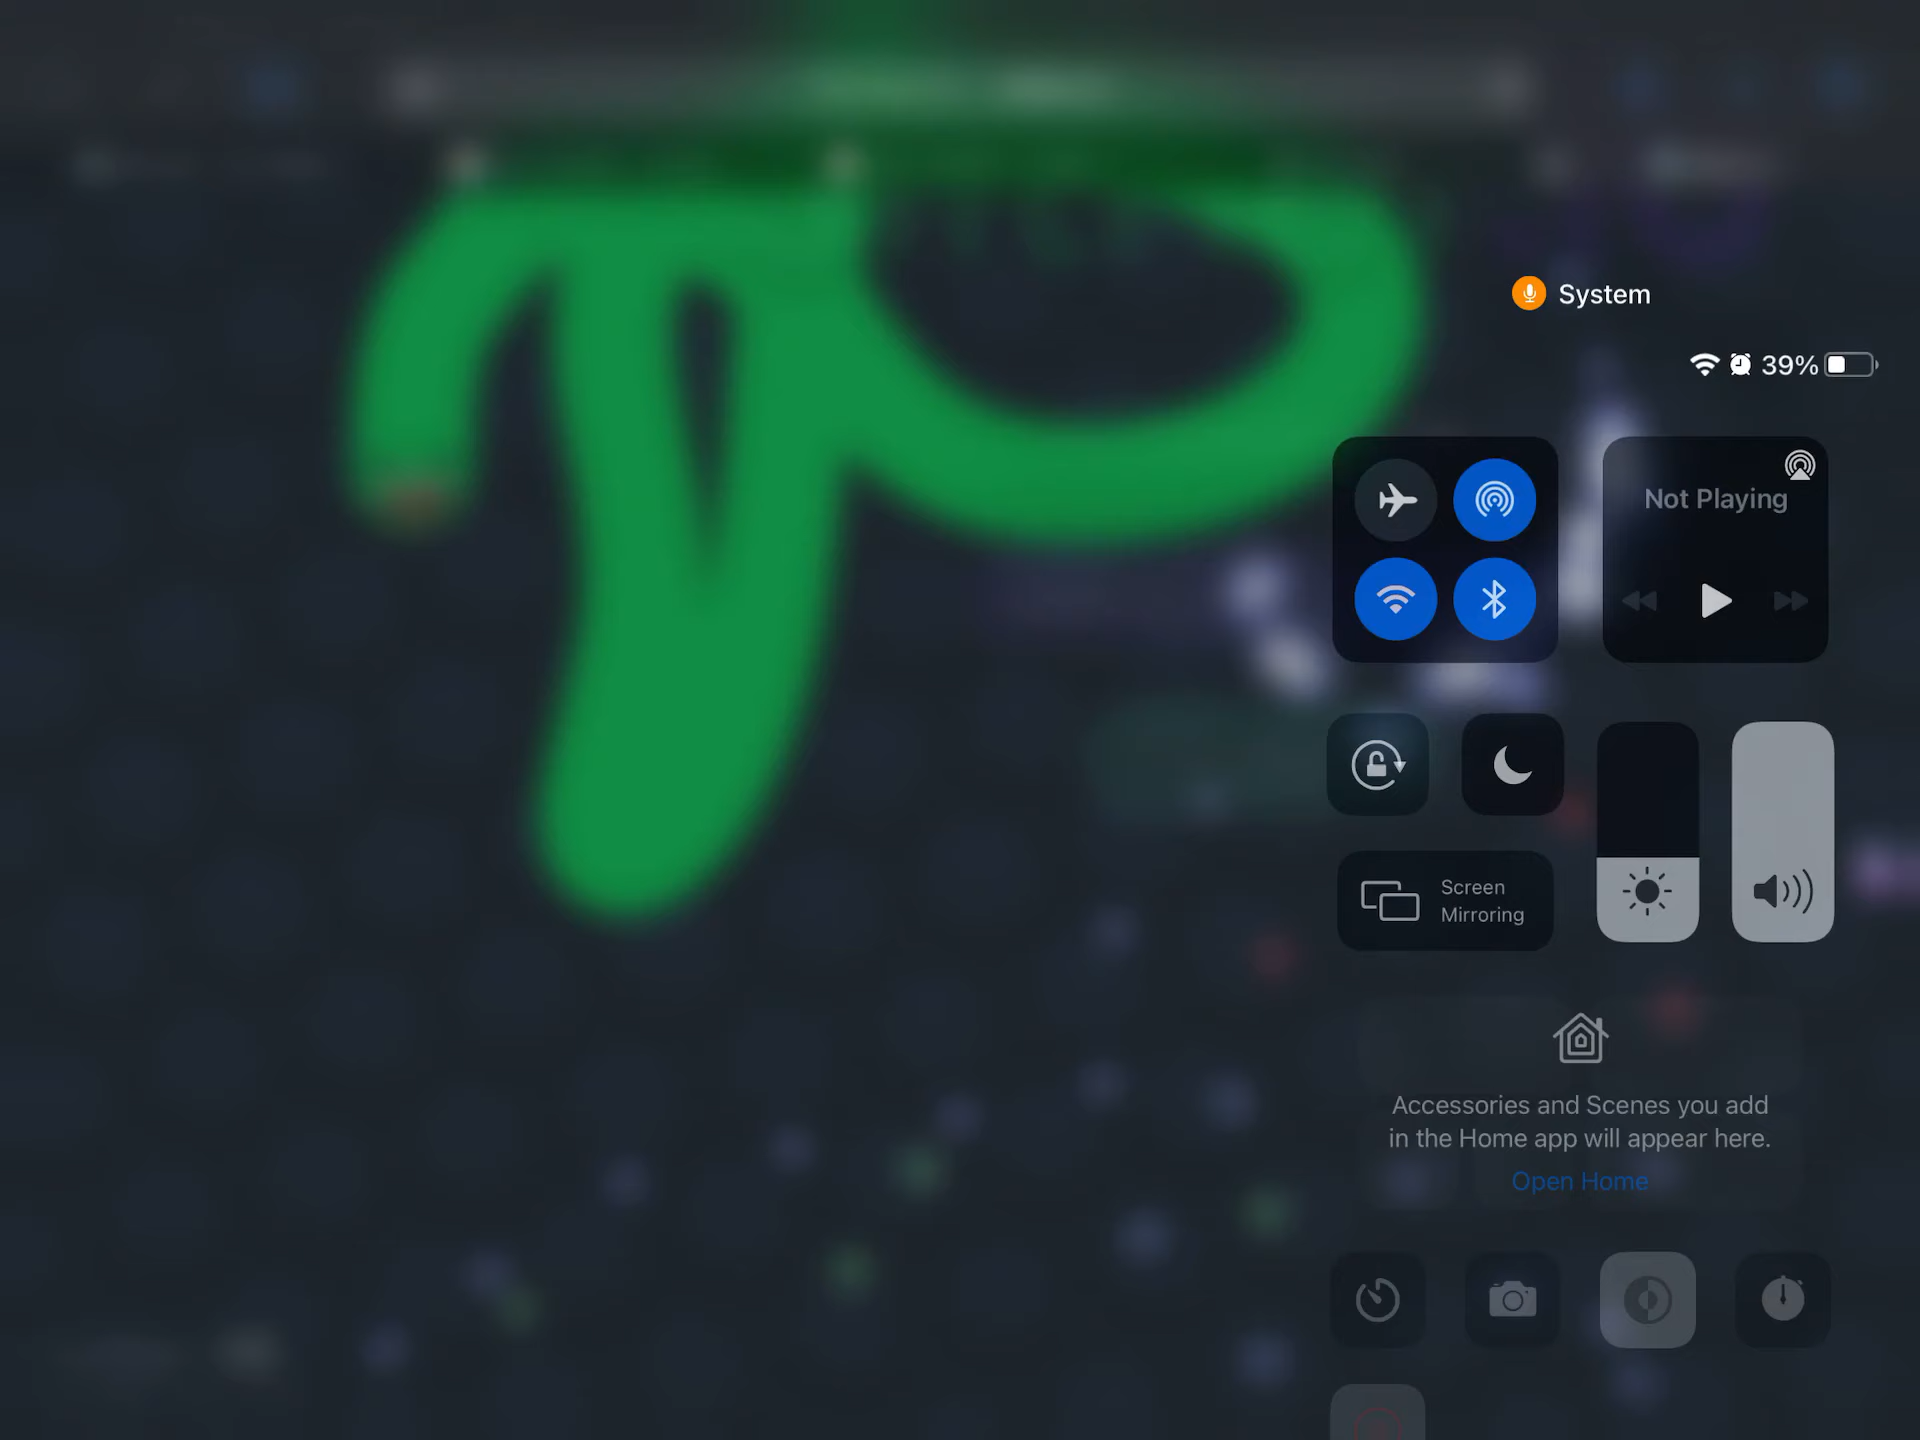 System
39%
Not Playing
Screen
Mirroring
Accessories and Scenes you add
in the Home app will appear here.
Open Home